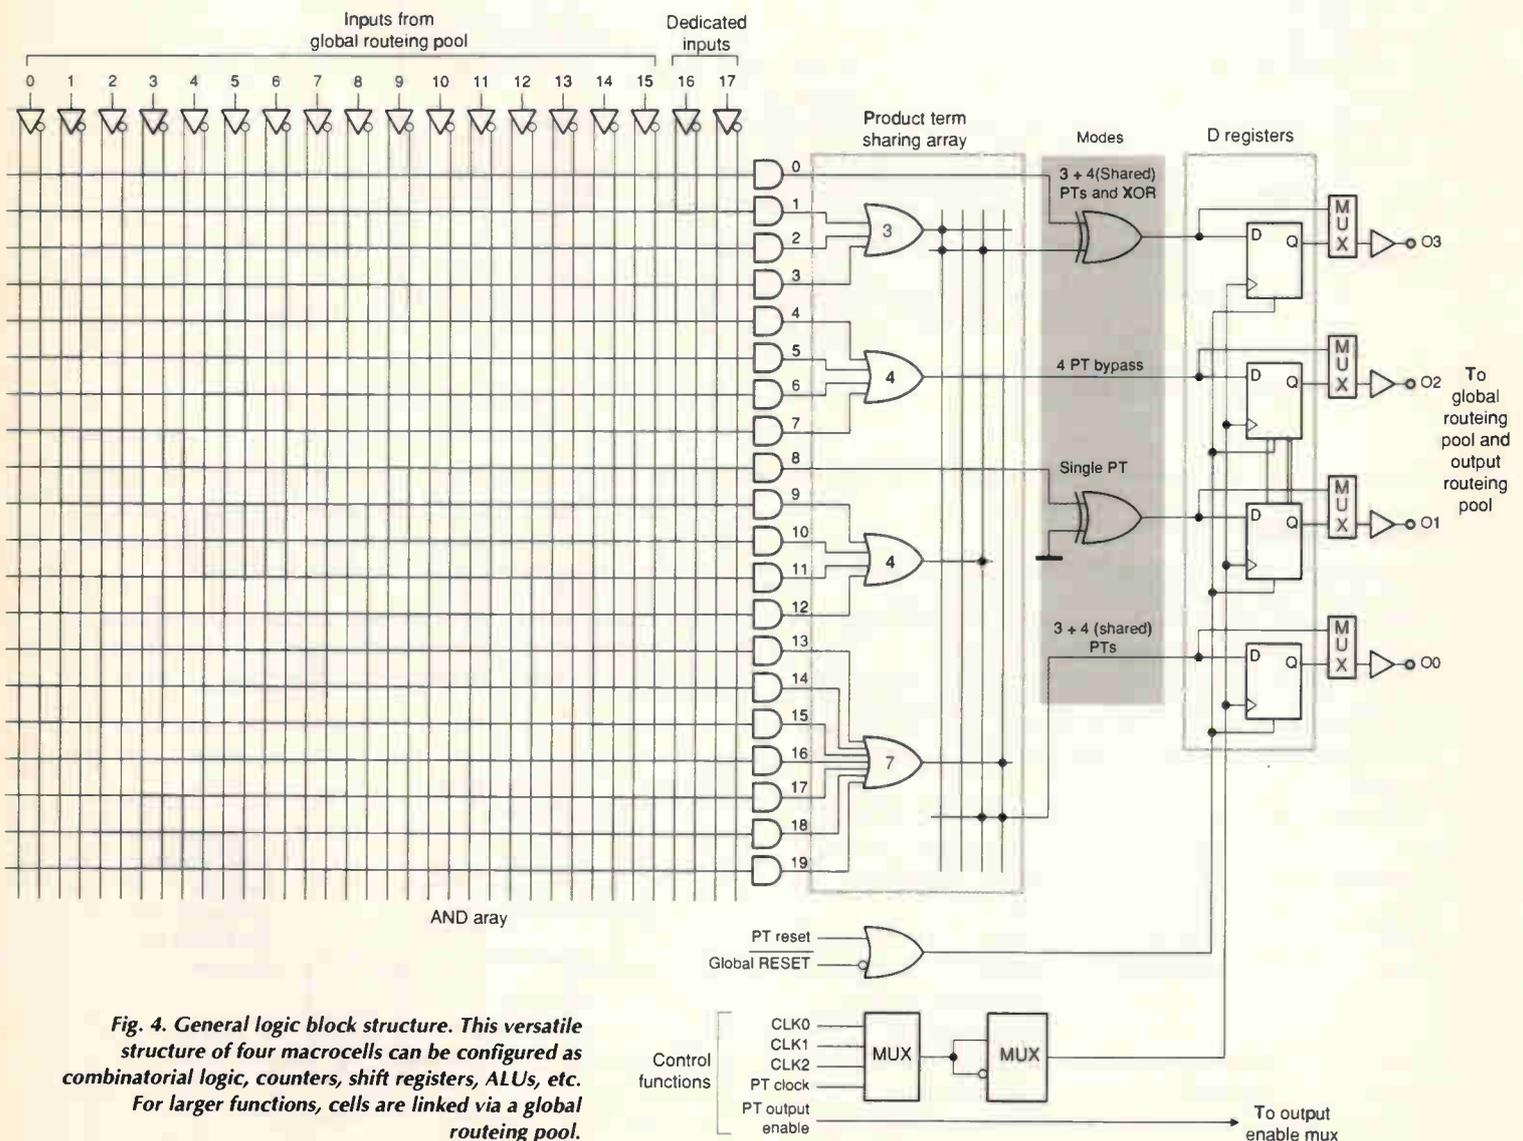 Inputs from
global routeing pool
Dedicated
inputs
0 1 2 3 4 5 6 7 8 9 10 11 12 13 14 15 16 17
Product term
sharing array
Modes
D registers
0
1
2
3
4
5
6
7
8
9
10
11
12
13
14
15
16
17
18
19
3
4
4
7
3 + 4(Shared)
PTs and XOR
4 PT bypass
Single PT
3 + 4 (shared)
PTs
D Q
MUX
O3
D Q
MUX
O2
D Q
MUX
O1
D Q
MUX
O0
To
global
routeing
pool and
output
routeing
pool
AND aray
PT reset
Global RESET
Control
functions
CLK0
CLK1
CLK2
PT clock
PT output
enable
MUX
MUX
To output
enable mux
Fig. 4. General logic block structure. This versatile
structure of four macrocells can be configured as
combinatorial logic, counters, shift registers, ALUs, etc.
For larger functions, cells are linked via a global
routeing pool.